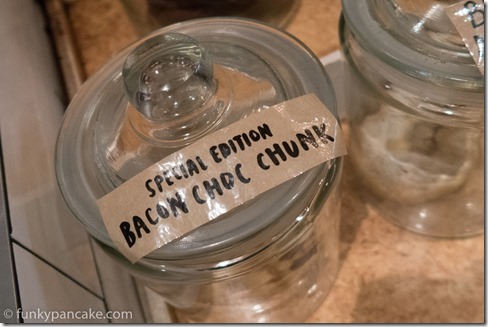 SPECIAL EDITION
BACON CHOC CHUNK
© funkypancake.com